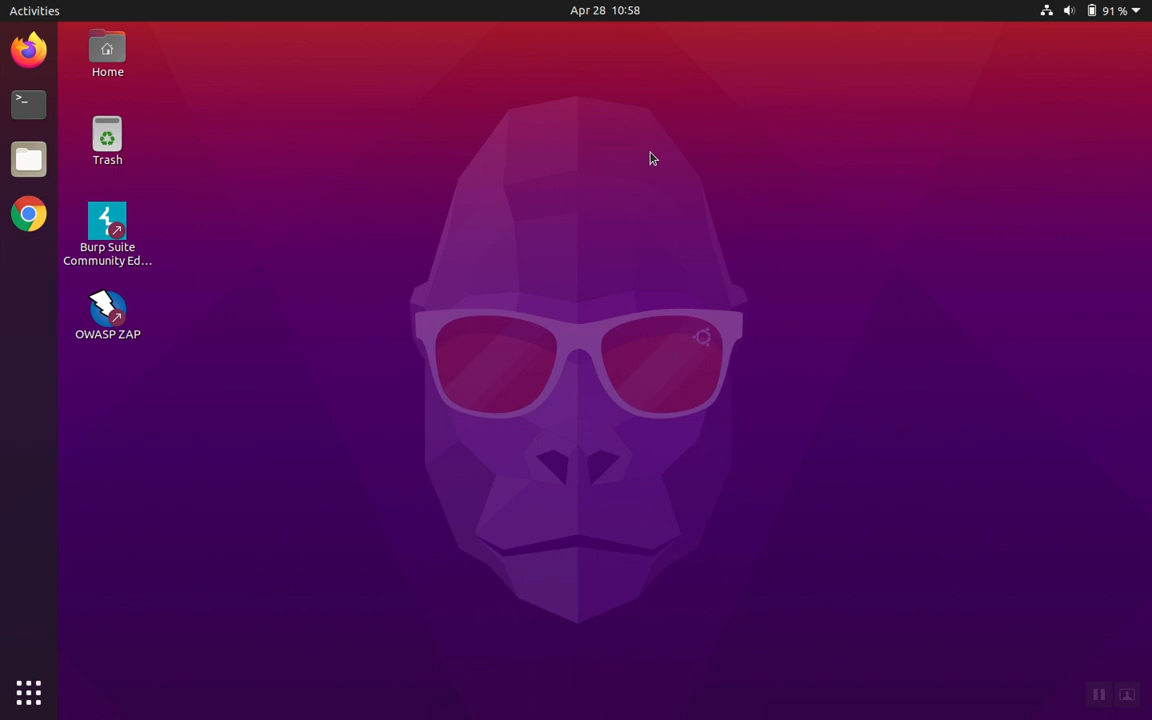 Activities
Apr 28 10:58
91 %
Home
Trash
Burp Suite
Community Ed...
OWASP ZAP